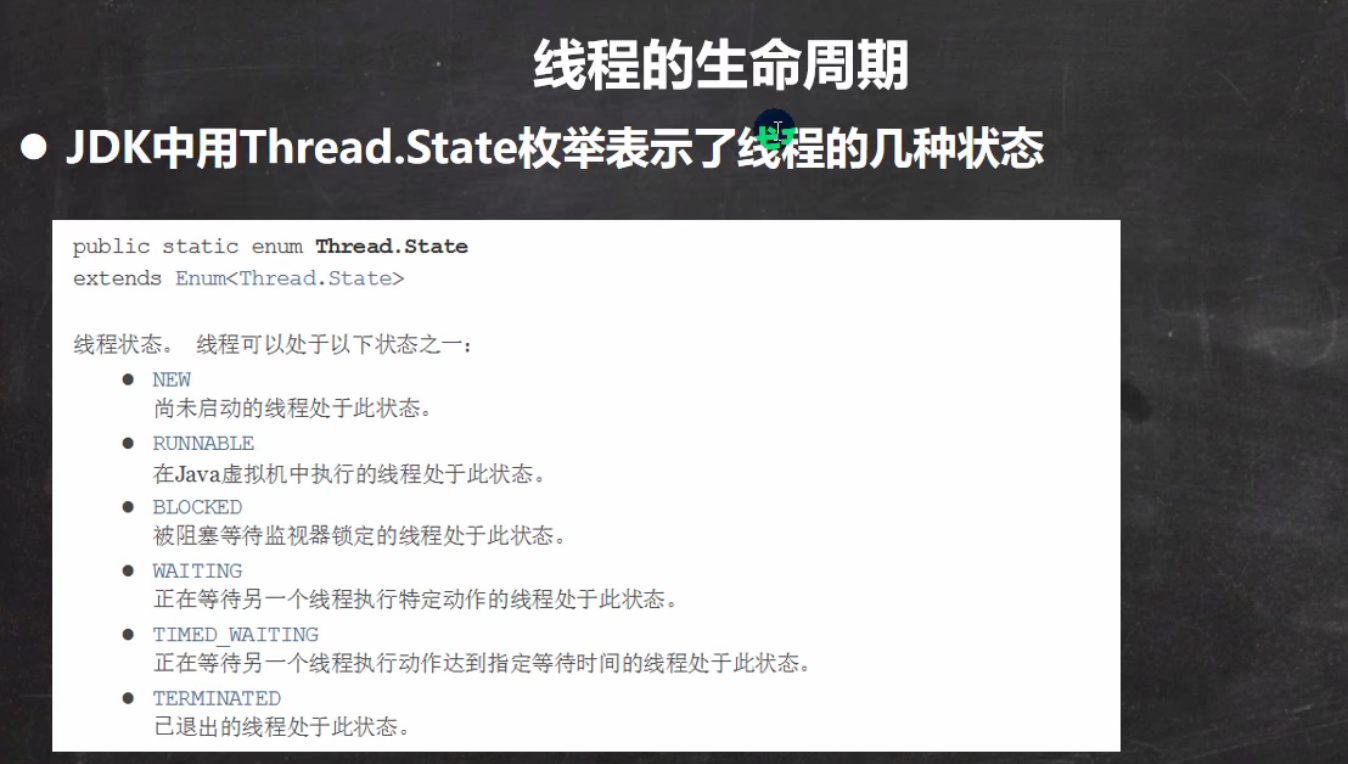 线程的生命周期
● JDK中用Thread.State枚举表示了线程的几种状态
public static enum Thread.State
extends Enum<Thread.State>
线程状态。 线程可以处于以下状态之一：
● NEW
尚未启动的线程处于此状态。
● RUNNABLE
在Java虚拟机中执行的线程处于此状态。
● BLOCKED
被阻塞等待监视器锁定的线程处于此状态。
● WAITING
正在等待另一个线程执行特定动作的线程处于此状态。
● TIMED_WAITING
正在等待另一个线程执行动作达到指定等待时间的线程处于此状态。
● TERMINATED
已退出的线程处于此状态。